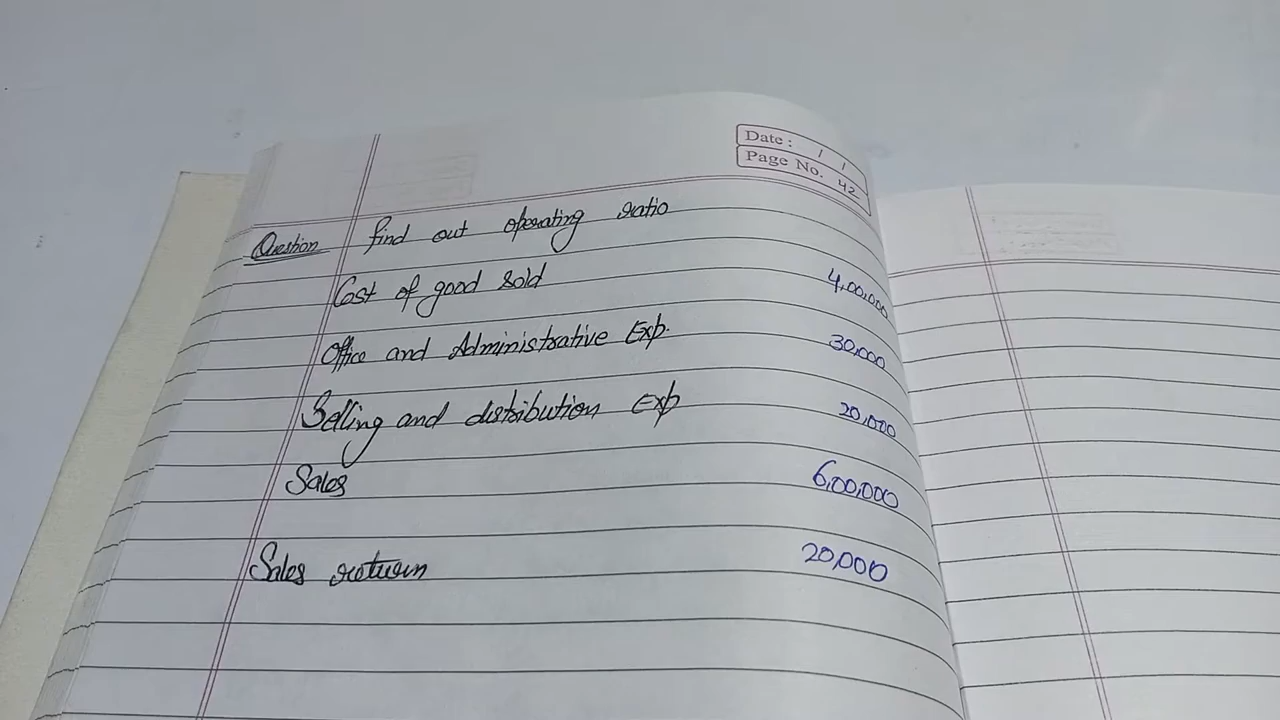 Date : / /
Page No. 42
Question find out operating ratio
Cost of good sold 4,00,000
Office and Administrative Exp. 30,000
Selling and distribution Exp 20,000
Sales 6,00,000
Sales return 20,000